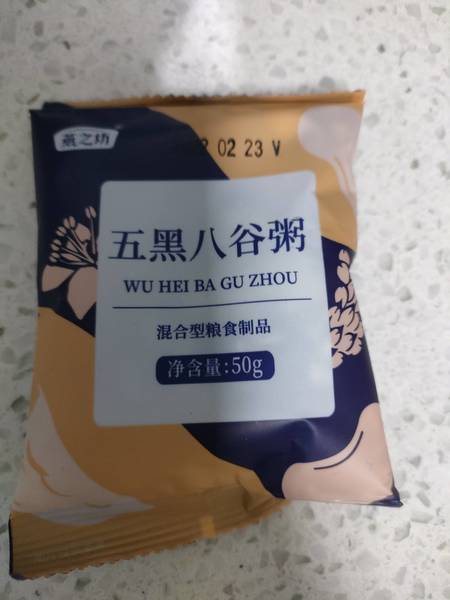 燕之坊
02 23 V
五黑八谷粥
WU HEI BA GU ZHOU
混合型粮食制品
净含量:50g